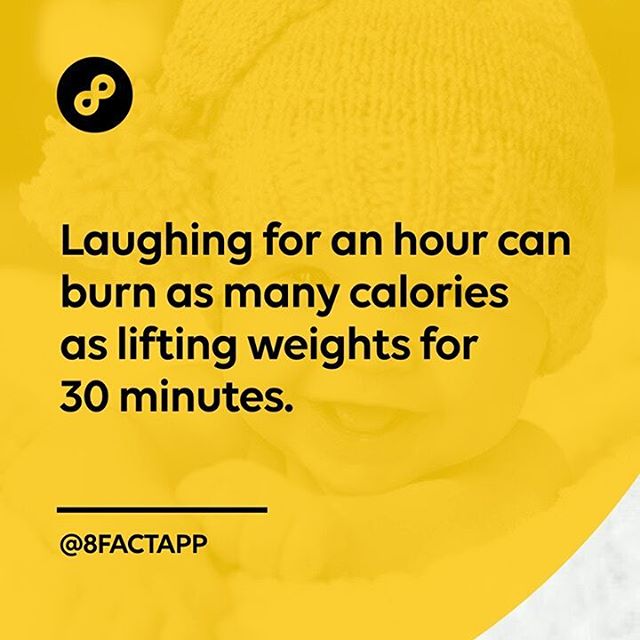 Laughing for an hour can
burn as many calories
as lifting weights for
30 minutes.
@8FACTAPP